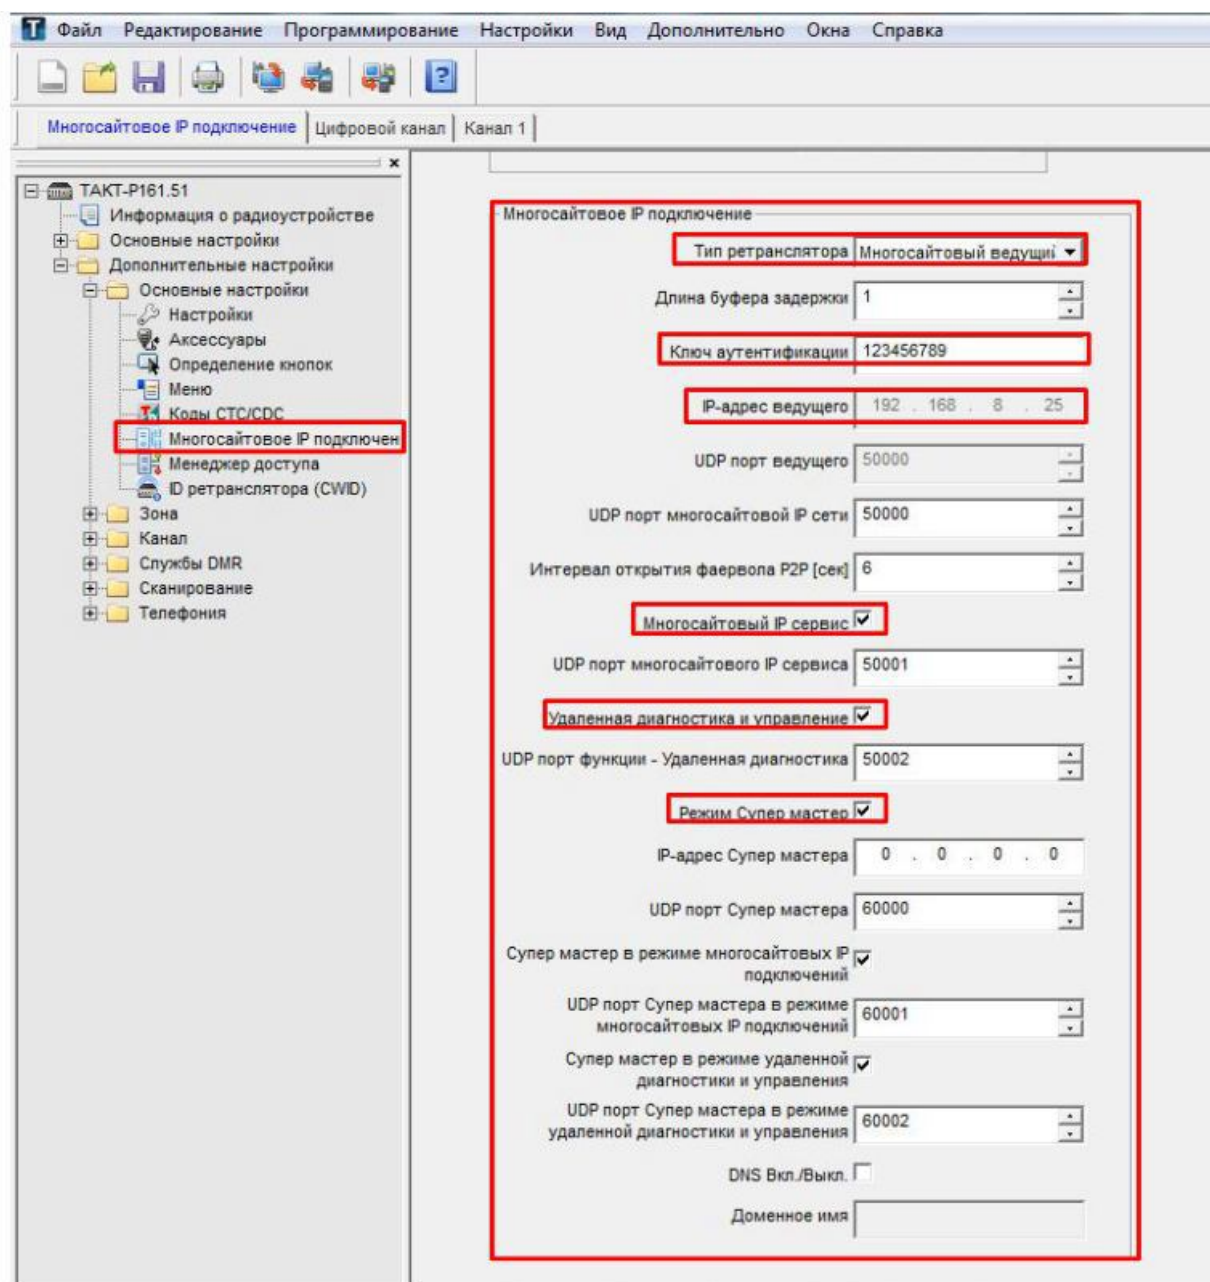 Файл Редактирование Программирование Настройки Вид Дополнительно Окна Справка
Многосайтовое IP подключение Цифровой канал Канал 1
ТАКТ-Р161.51
Информация о радиоустройстве
Основные настройки
Дополнительные настройки
Основные настройки
Настройки
Аксессуары
Определение кнопок
Меню
Коды CTC/CDC
Многосайтовое IP подключен
Менеджер доступа
ID ретранслятора (CWID)
Зона
Канал
Службы DMR
Сканирование
Телефония
Многосайтовое IP подключение
Тип ретранслятора Многосайтовый ведущий
Длина буфера задержки 1
Ключ аутентификации 123456789
IP-адрес ведущего 192 . 168 . 8 . 25
UDP порт ведущего 50000
UDP порт многосайтовой IP сети 50000
Интервал открытия фаервола P2P [сек] 6
Многосайтовый IP сервис
UDP порт многосайтового IP сервиса 50001
Удаленная диагностика и управление
UDP порт функции - Удаленная диагностика 50002
Режим Супер мастер
IP-адрес Супер мастера 0 . 0 . 0 . 0
UDP порт Супер мастера 60000
Супер мастер в режиме многосайтовых IP
подключений
UDP порт Супер мастера в режиме
многосайтовых IP подключений 60001
Супер мастер в режиме удаленной
диагностики и управления
UDP порт Супер мастера в режиме
удаленной диагностики и управления 60002
DNS Вкл./Выкл.
Доменное имя